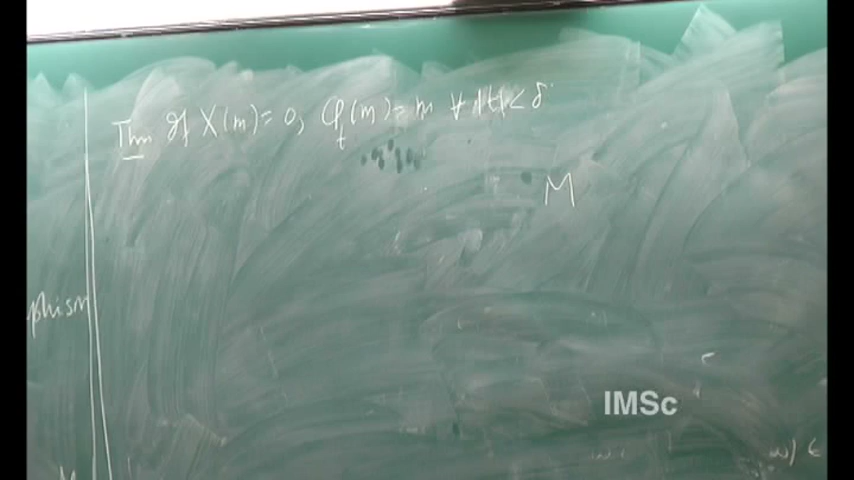 Thm If X(m) = 0, φ_t(m) = m ∀ |t| < δ
M
phism
IMSc